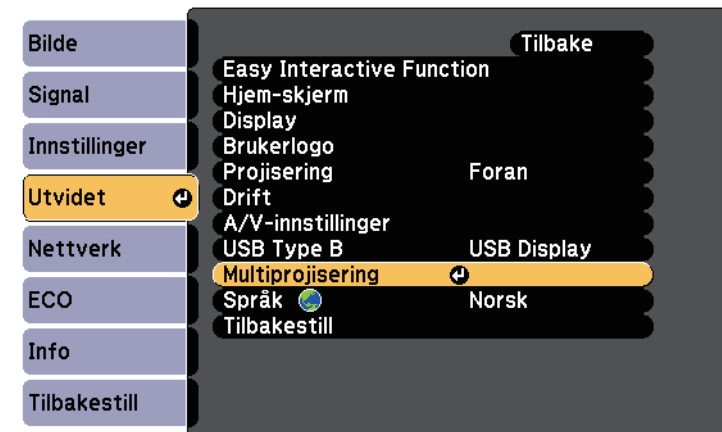 Bilde
Signal
Innstillinger
Utvidet
Nettverk
ECO
Info
Tilbakestill
Tilbake
Easy Interactive Function
Hjem-skjerm
Display
Brukerlogo
Projisering Foran
Drift
A/V-innstillinger
USB Type B USB Display
Multiprojisering
Språk Norsk
Tilbakestill